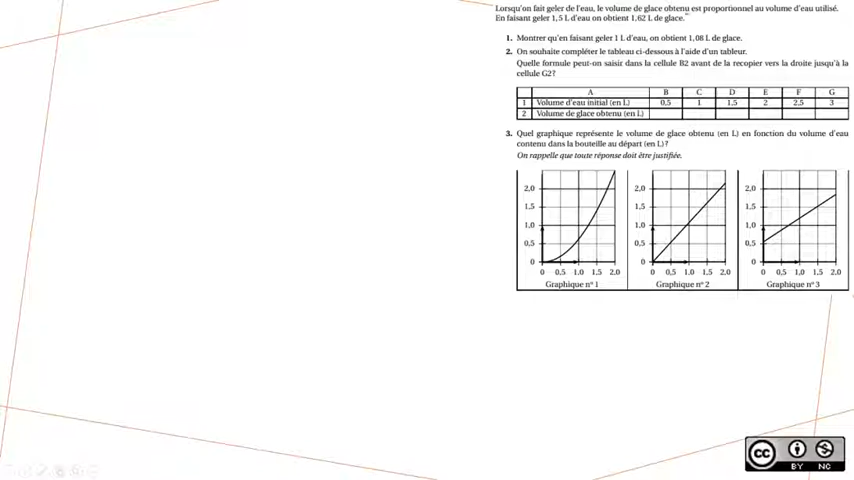 Lorsqu'on fait geler de l'eau, le volume de glace obtenu est proportionnel au volume d'eau utilisé.
En faisant geler 1,5 L d'eau on obtient 1,62 L de glace.
1. Montrer qu'en faisant geler 1 L d'eau, on obtient 1,08 L de glace.
2. On souhaite compléter le tableau ci-dessous à l'aide d'un tableur.
Quelle formule peut-on saisir dans la cellule B2 avant de la recopier vers la droite jusqu'à la
cellule G2?
A B C D E F G
1 Volume d'eau initial (en L) 0,5 1 1,5 2 2,5 3
2 Volume de glace obtenu (en L)
3. Quel graphique représente le volume de glace obtenu (en L) en fonction du volume d'eau
contenu dans la bouteille au départ (en L)?
On rappelle que toute réponse doit être justifiée.
2,0 2,0 2,0
1,5 1,5 1,5
1,0 1,0 1,0
0,5 0,5 0,5
0 0 0
0 0,5 1,0 1,5 2,0 0 0,5 1,0 1,5 2,0 0 0,5 1,0 1,5 2,0
Graphique n° 1 Graphique n° 2 Graphique n° 3
cc
BY NC